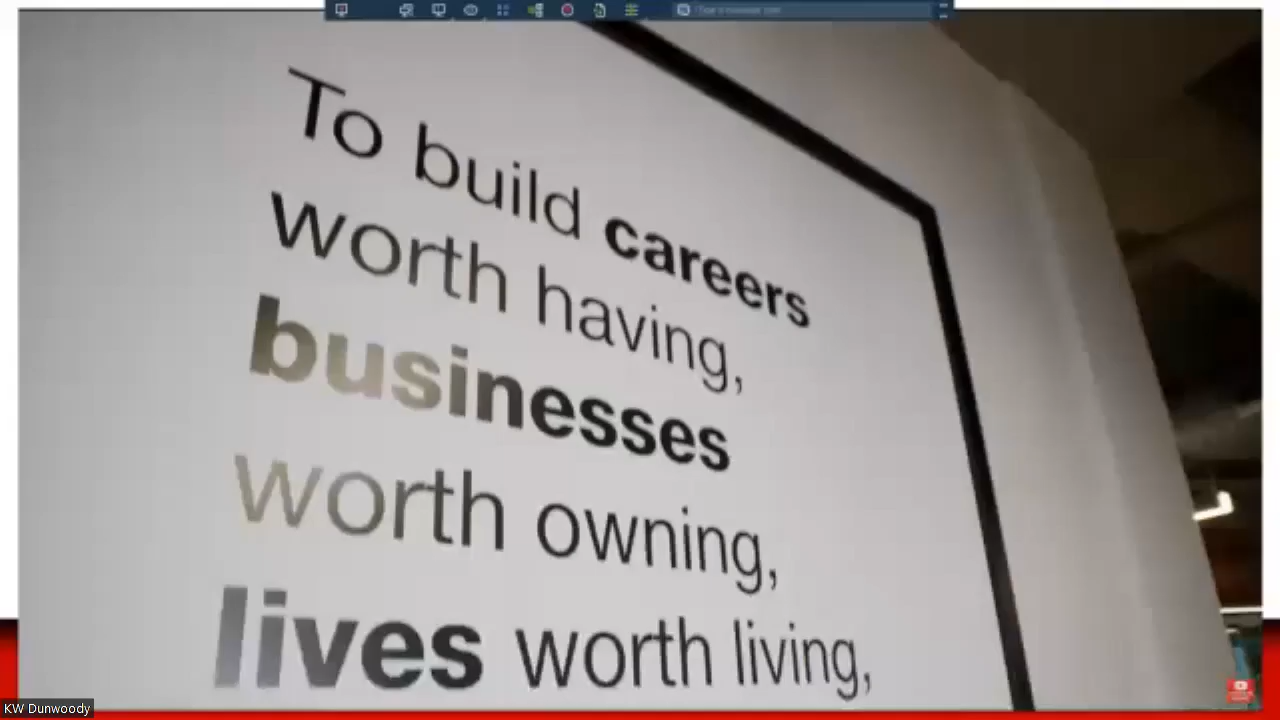 To build careers
worth having,
businesses
worth owning,
lives worth living,
KW Dunwoody